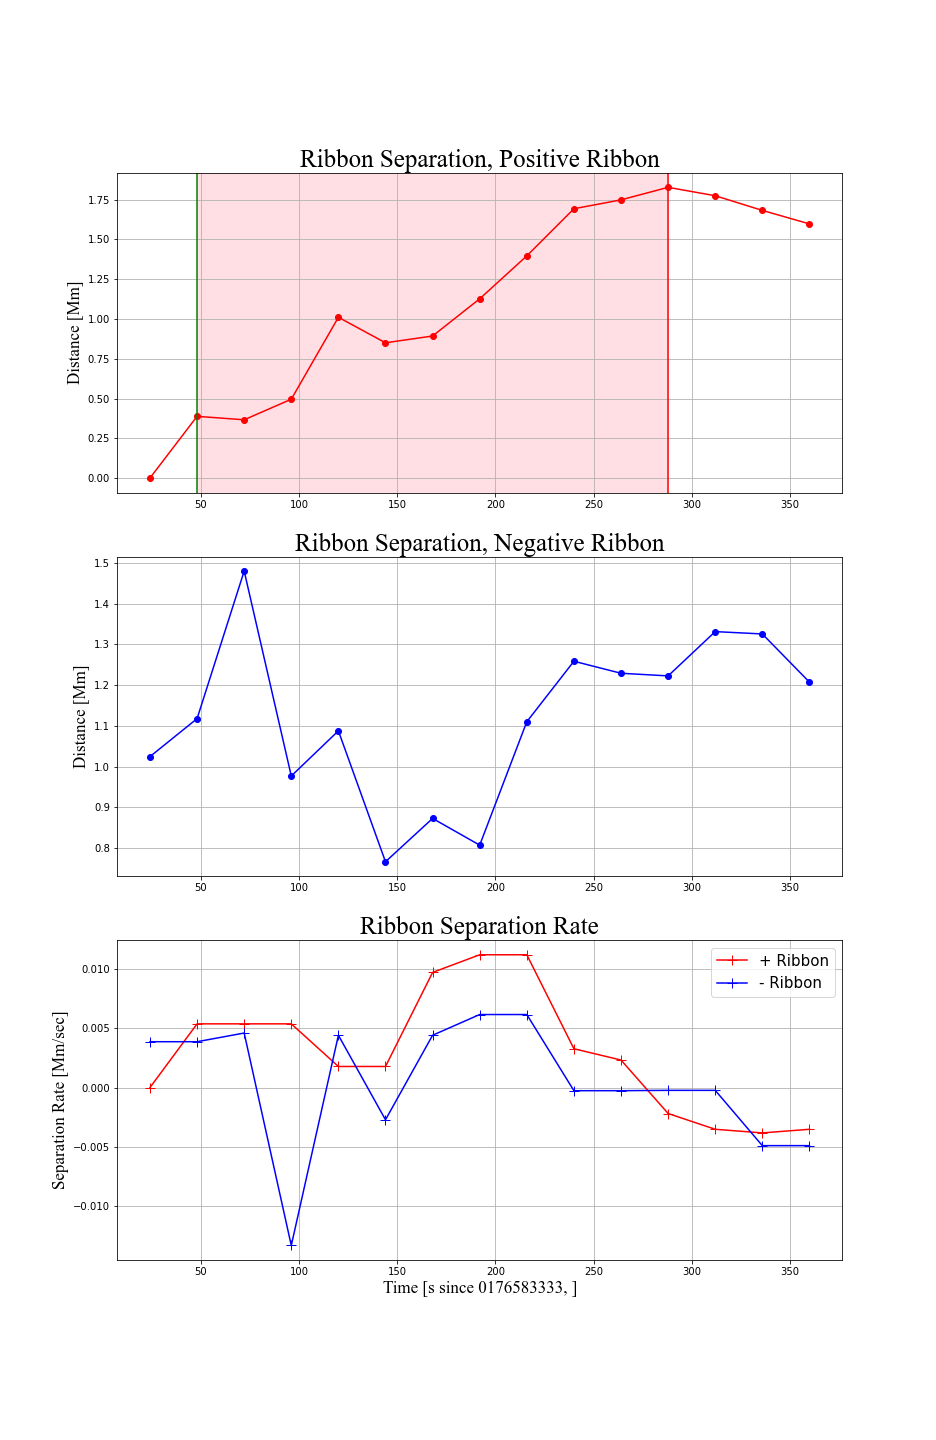 Ribbon Separation, Positive Ribbon
1.75
1.50
1.25
1.00
0.75
0.50
0.25
0.00
Distance [Mm]
50 100 150 200 250 300 350
Ribbon Separation, Negative Ribbon
1.5
1.4
1.3
1.2
1.1
1.0
0.9
0.8
Distance [Mm]
50 100 150 200 250 300 350
Ribbon Separation Rate
+ Ribbon
- Ribbon
0.010
0.005
0.000
−0.005
−0.010
Separation Rate [Mm/sec]
50 100 150 200 250 300 350
Time [s since 0176583333, ]